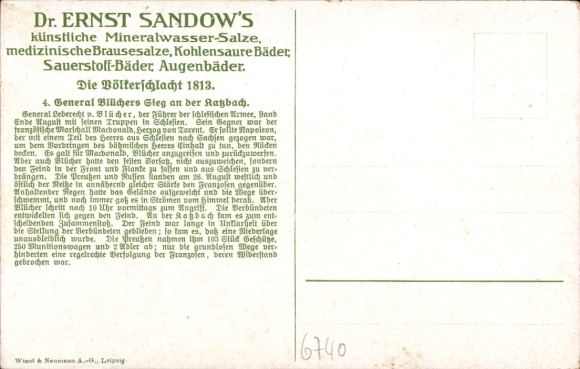 Dr. ERNST SANDOW'S
künstliche Mineralwasser-Salze,
medizinische Brausesalze, Kohlensaure Bäder,
Sauerstoff-Bäder, Augenbäder.
Die Völkerschlacht 1813.
4. General Blüchers Sieg an der Katzbach.
General Leberecht v. Blücher, der Führer der schlesischen Armee, stand
Ende August mit seinen Truppen in Schlesien. Sein Gegner war der
französische Marschall Macdonald, Herzog von Tarent. Er sollte Napoleon,
der mit einem Teil des Heeres aus Schlesien nach Sachsen gezogen war,
um dem Vordringen des böhmischen Heeres Einhalt zu tun, den Rücken
decken. Es galt für Macdonald, Blücher anzugreifen und zurückzuwerfen.
Aber auch Blücher hatte den festen Vorsatz, nicht auszuweichen, sondern
den Feind in der Front und Flanke zu fassen und aus Schlesien zu ver-
drängen. Die Preußen und Russen standen am 26. August westlich und
östlich der Neiße in annähernd gleicher Stärke den Franzosen gegenüber.
Anhaltender Regen hatte das Gelände aufgeweicht und die Wege über-
schwemmt, und noch immer goß es in Strömen vom Himmel herab. Aber
Blücher schritt nach 10 Uhr vormittags zum Angriff. Die Verbündeten
entwickelten sich gegen den Feind. An der Katzbach kam es zum ent-
scheidenden Zusammenstoß. Der Feind war lange in Unklarheit über
die Stellung der Verbündeten geblieben; so kam es, daß eine Niederlage
unausbleiblich wurde. Die Preußen nahmen ihm 103 Stück Geschütze,
250 Munitionswagen und 2 Adler ab; nur die grundlosen Wege ver-
hinderten eine regelrechte Verfolgung der Franzosen, deren Widerstand
gebrochen war.
Wezel & Naumann A.-G., Leipzig
6740